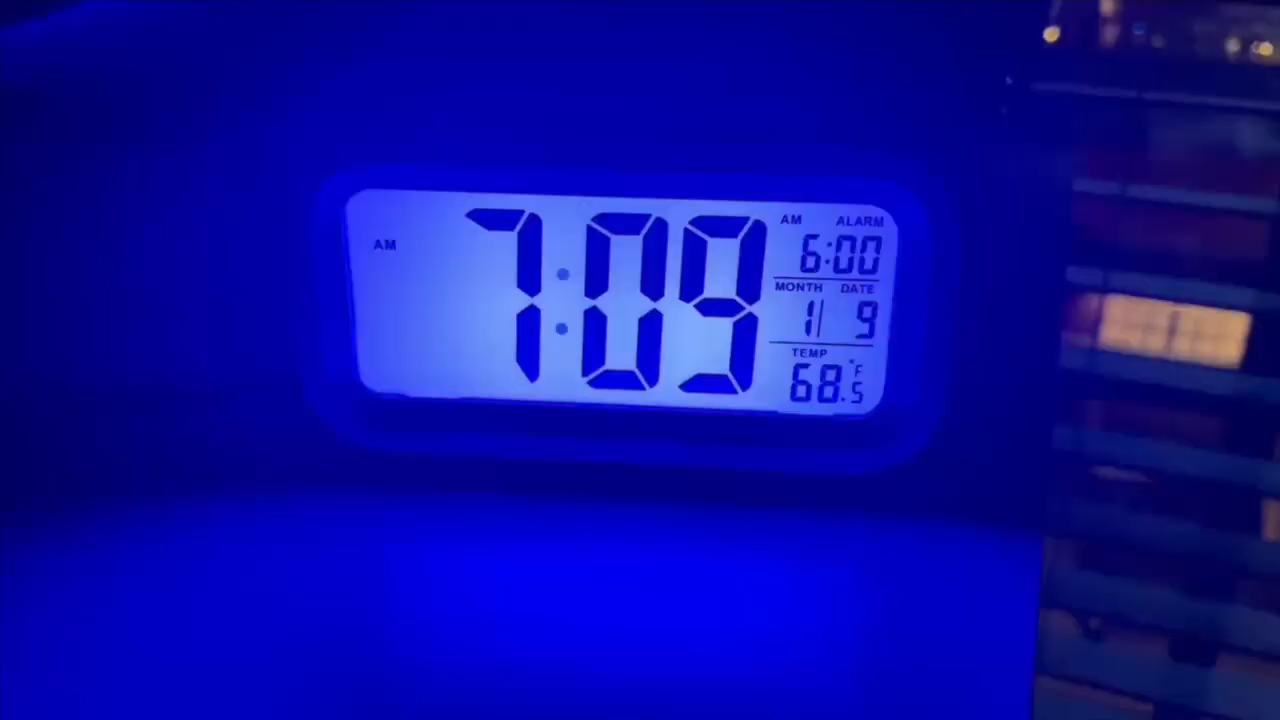 AM 7:09
AM ALARM
6:00
MONTH DATE
1 9
TEMP
68.5 °F